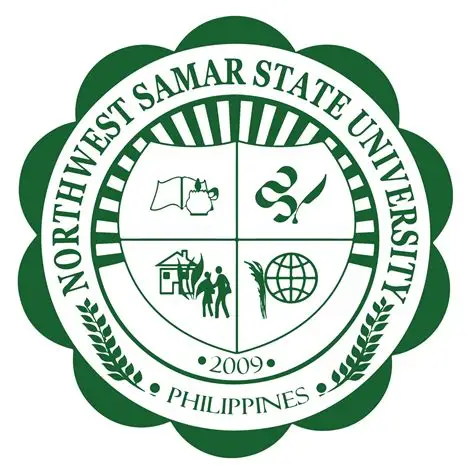 NORTHWEST SAMAR STATE UNIVERSITY
• 2009 •
• PHILIPPINES •